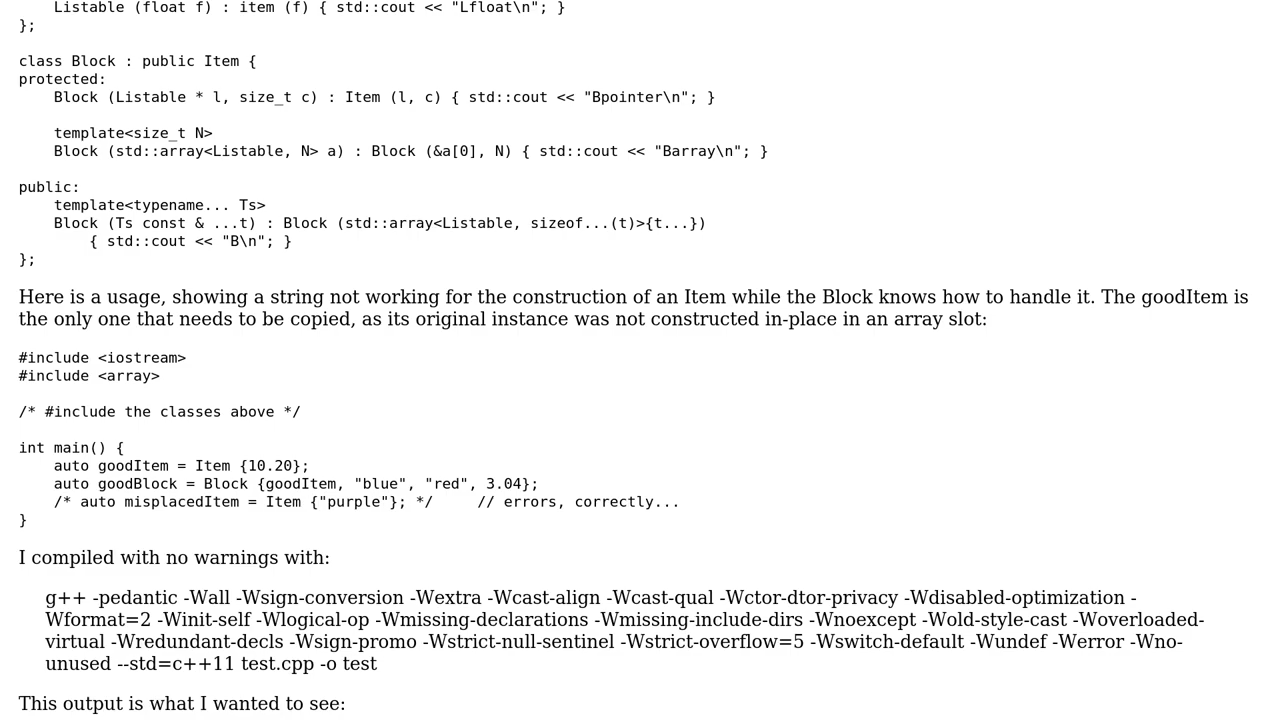 Listable (float f) : item (f) { std::cout << "Lfloat\n"; }
};

class Block : public Item {
protected:
    Block (Listable * l, size_t c) : Item (l, c) { std::cout << "Bpointer\n"; }

    template<size_t N>
    Block (std::array<Listable, N> a) : Block (&a[0], N) { std::cout << "Barray\n"; }

public:
    template<typename... Ts>
    Block (Ts const & ...t) : Block (std::array<Listable, sizeof...(t)>{t...})
        { std::cout << "B\n"; }
};

Here is a usage, showing a string not working for the construction of an Item while the Block knows how to handle it. The goodItem is
the only one that needs to be copied, as its original instance was not constructed in-place in an array slot:

#include <iostream>
#include <array>

/* #include the classes above */

int main() {
    auto goodItem = Item {10.20};
    auto goodBlock = Block {goodItem, "blue", "red", 3.04};
    /* auto misplacedItem = Item {"purple"}; */     // errors, correctly...
}

I compiled with no warnings with:

g++ -pedantic -Wall -Wsign-conversion -Wextra -Wcast-align -Wcast-qual -Wctor-dtor-privacy -Wdisabled-optimization -
Wformat=2 -Winit-self -Wlogical-op -Wmissing-declarations -Wmissing-include-dirs -Wnoexcept -Wold-style-cast -Woverloaded-
virtual -Wredundant-decls -Wsign-promo -Wstrict-null-sentinel -Wstrict-overflow=5 -Wswitch-default -Wundef -Werror -Wno-
unused --std=c++11 test.cpp -o test

This output is what I wanted to see: